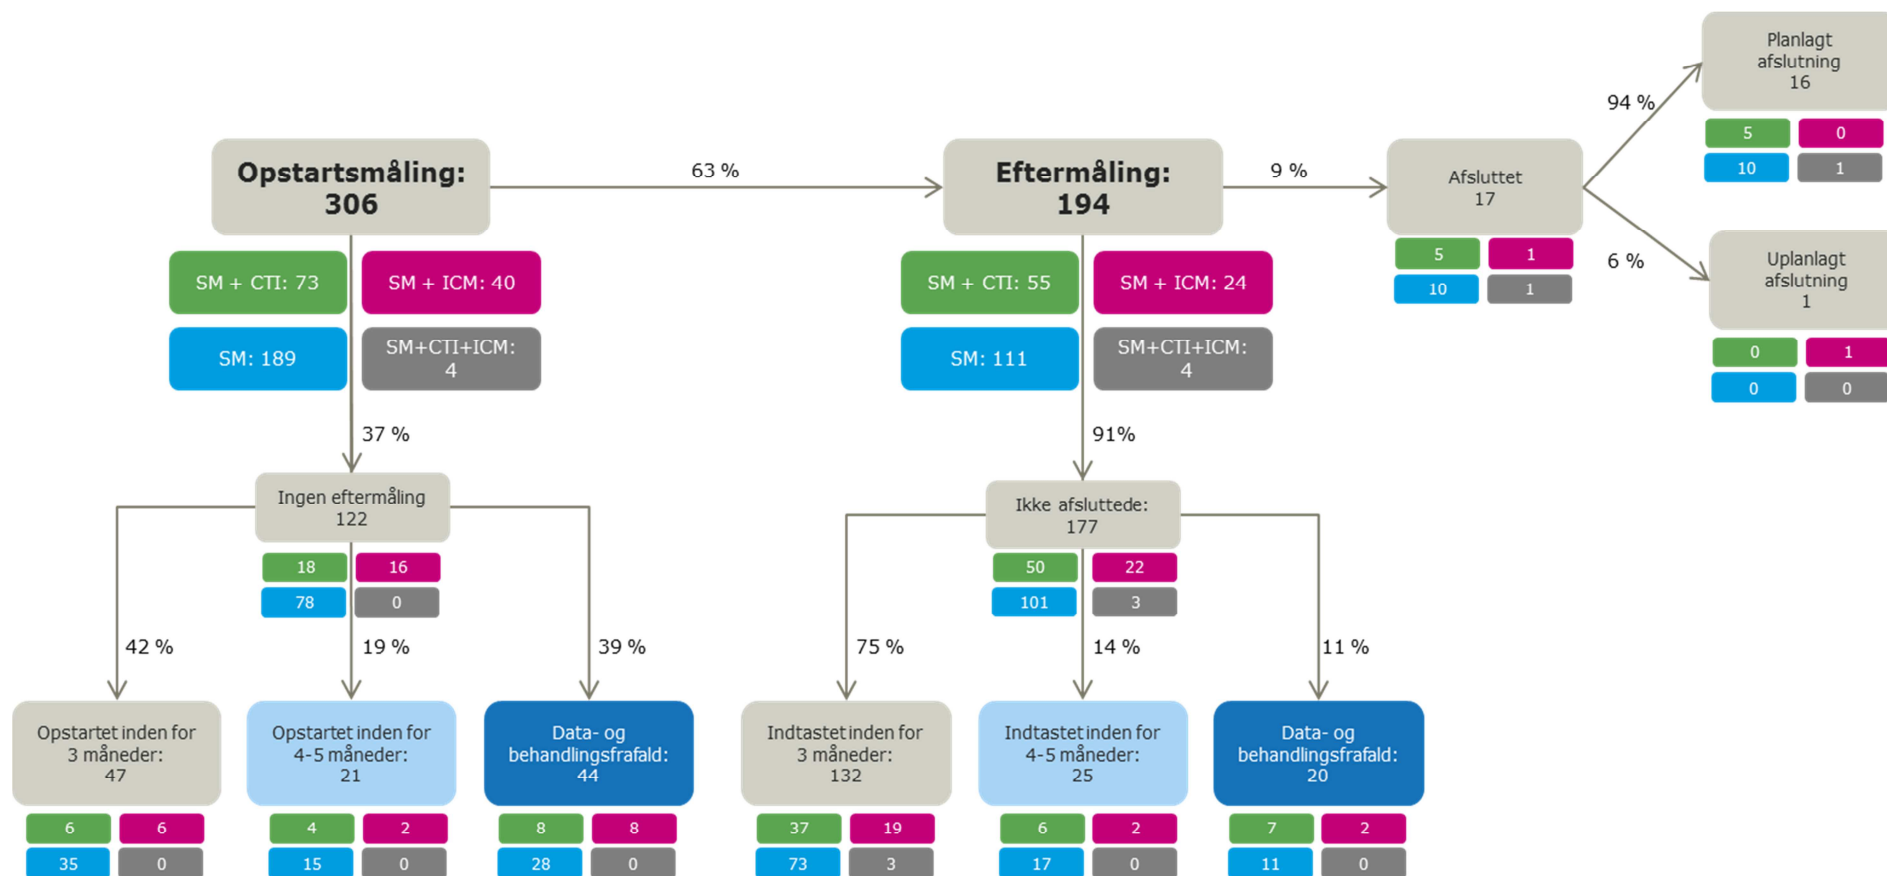 Planlagt
afslutning
16
94 %
5 0
10 1
Opstartsmåling:
306
63 %
Eftermåling:
194
9 %
Afsluttet
17
5 1
10 1
6 %
Uplanlagt
afslutning
1
0 1
0 0
SM + CTI: 73
SM + ICM: 40
SM: 189
SM+CTI+ICM:
4
SM + CTI: 55
SM + ICM: 24
SM: 111
SM+CTI+ICM:
4
37 %
91%
Ingen eftermåling
122
18 16
78 0
Ikke afsluttede:
177
50 22
101 3
42 %
19 %
39 %
75 %
14 %
11 %
Opstartet inden for
3 måneder:
47
6 6
35 0
Opstartet inden for
4-5 måneder:
21
4 2
15 0
Data- og
behandlingsfrafald:
44
8 8
28 0
Indtastet inden for
3 måneder:
132
37 19
73 3
Indtastet inden for
4-5 måneder:
25
6 2
17 0
Data- og
behandlingsfrafald:
20
7 2
11 0